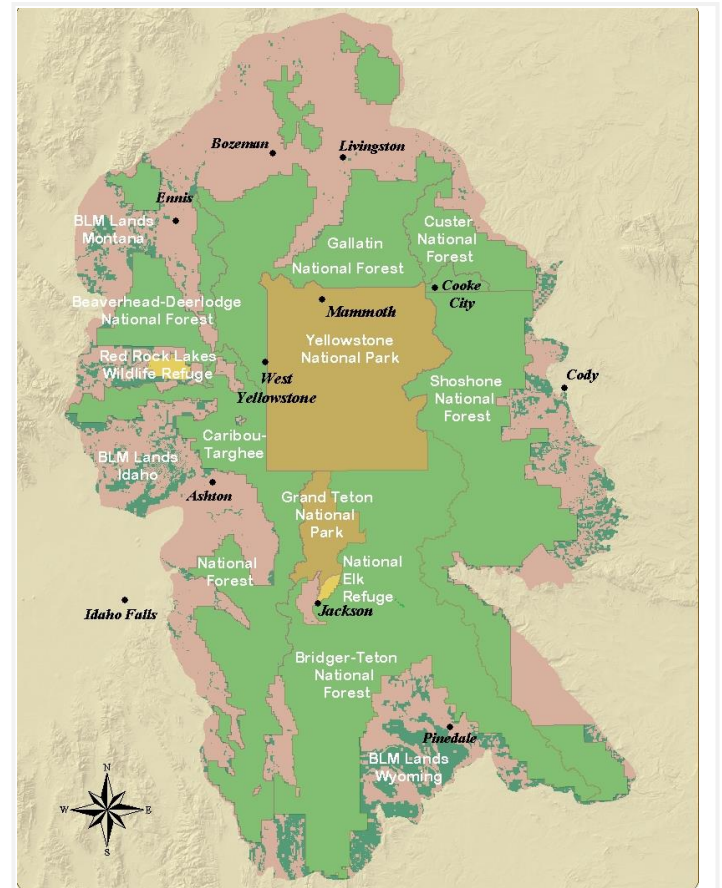 Bozeman
Livingston
Ennis
BLM Lands
Montana
Custer
National
Forest
Gallatin
National Forest
Cooke
City
Beaverhead-Deerlodge
National Forest
Mammoth
Yellowstone
National Park
Red Rock Lakes
Wildlife Refuge
West
Yellowstone
Cody
Shoshone
National
Forest
Caribou-
Targhee
BLM Lands
Idaho
Ashton
Grand Teton
National
Park
National
Forest
National
Elk
Refuge
Idaho Falls
Jackson
Bridger-Teton
National
Forest
Pinedale
BLM Lands
Wyoming
N
W
E
S